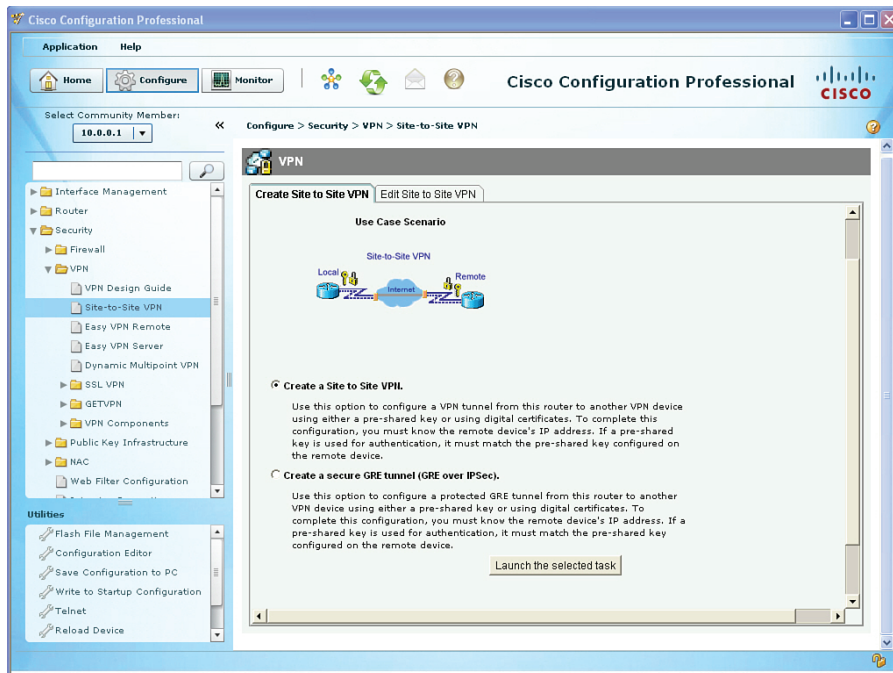 Cisco Configuration Professional
Application Help
Home Configure Monitor Cisco Configuration Professional CISCO
Select Community Member:
10.0.0.1
«
Configure > Security > VPN > Site-to-Site VPN
Interface Management
Router
Security
Firewall
VPN
VPN Design Guide
Site-to-Site VPN
Easy VPN Remote
Easy VPN Server
Dynamic Multipoint VPN
SSL VPN
GETVPN
VPN Components
Public Key Infrastructure
NAC
Web Filter Configuration
Utilities
Flash File Management
Configuration Editor
Save Configuration to PC
Write to Startup Configuration
Telnet
Reload Device
VPN
Create Site to Site VPN Edit Site to Site VPN
Use Case Scenario
Site-to-Site VPN
Local
Internet
Remote
Create a Site to Site VPN.
Use this option to configure a VPN tunnel from this router to another VPN device
using either a pre-shared key or using digital certificates. To complete this
configuration, you must know the remote device's IP address. If a pre-shared
key is used for authentication, it must match the pre-shared key configured on
the remote device.
Create a secure GRE tunnel (GRE over IPSec).
Use this option to configure a protected GRE tunnel from this router to another
VPN device using either a pre-shared key or using digital certificates. To
complete this configuration, you must know the remote device's IP address. If a
pre-shared key is used for authentication, it must match the pre-shared key
configured on the remote device.
Launch the selected task